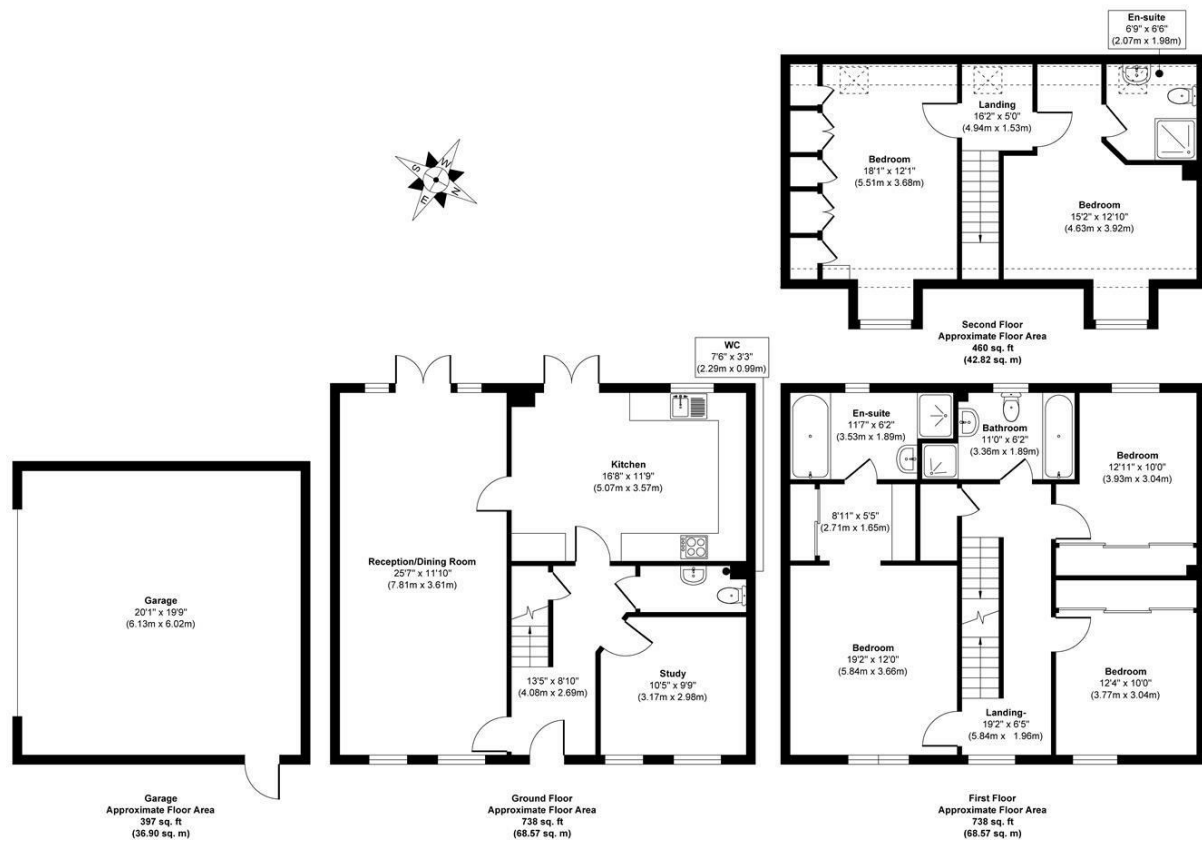 En-suite
6'9" x 6'6"
(2.07m x 1.98m)
Landing
16'2" x 5'0"
(4.94m x 1.53m)
Bedroom
18'1" x 12'1"
(5.51m x 3.68m)
Bedroom
15'2" x 12'10"
(4.63m x 3.92m)
Second Floor
Approximate Floor Area
460 sq. ft
(42.82 sq. m)
S
W
E
N
WC
7'6" x 3'3"
(2.29m x 0.99m)
Kitchen
16'8" x 11'9"
(5.07m x 3.57m)
Reception/Dining Room
25'7" x 11'10"
(7.81m x 3.61m)
13'5" x 8'10"
(4.08m x 2.69m)
Study
10'5" x 9'9"
(3.17m x 2.98m)
Garage
20'1" x 19'9"
(6.13m x 6.02m)
En-suite
11'7" x 6'2"
(3.53m x 1.89m)
Bathroom
11'0" x 6'2"
(3.36m x 1.89m)
Bedroom
12'11" x 10'0"
(3.93m x 3.04m)
8'11" x 5'5"
(2.71m x 1.65m)
Bedroom
19'2" x 12'0"
(5.84m x 3.66m)
Landing-
19'2" x 6'5"
(5.84m 1.96m)
Bedroom
12'4" x 10'0"
(3.77m x 3.04m)
Garage
Approximate Floor Area
397 sq. ft
(36.90 sq. m)
Ground Floor
Approximate Floor Area
738 sq. ft
(68.57 sq. m)
First Floor
Approximate Floor Area
738 sq. ft
(68.57 sq. m)